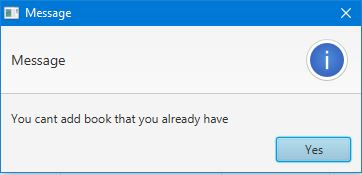 Message
Message
i
You cant add book that you already have
Yes